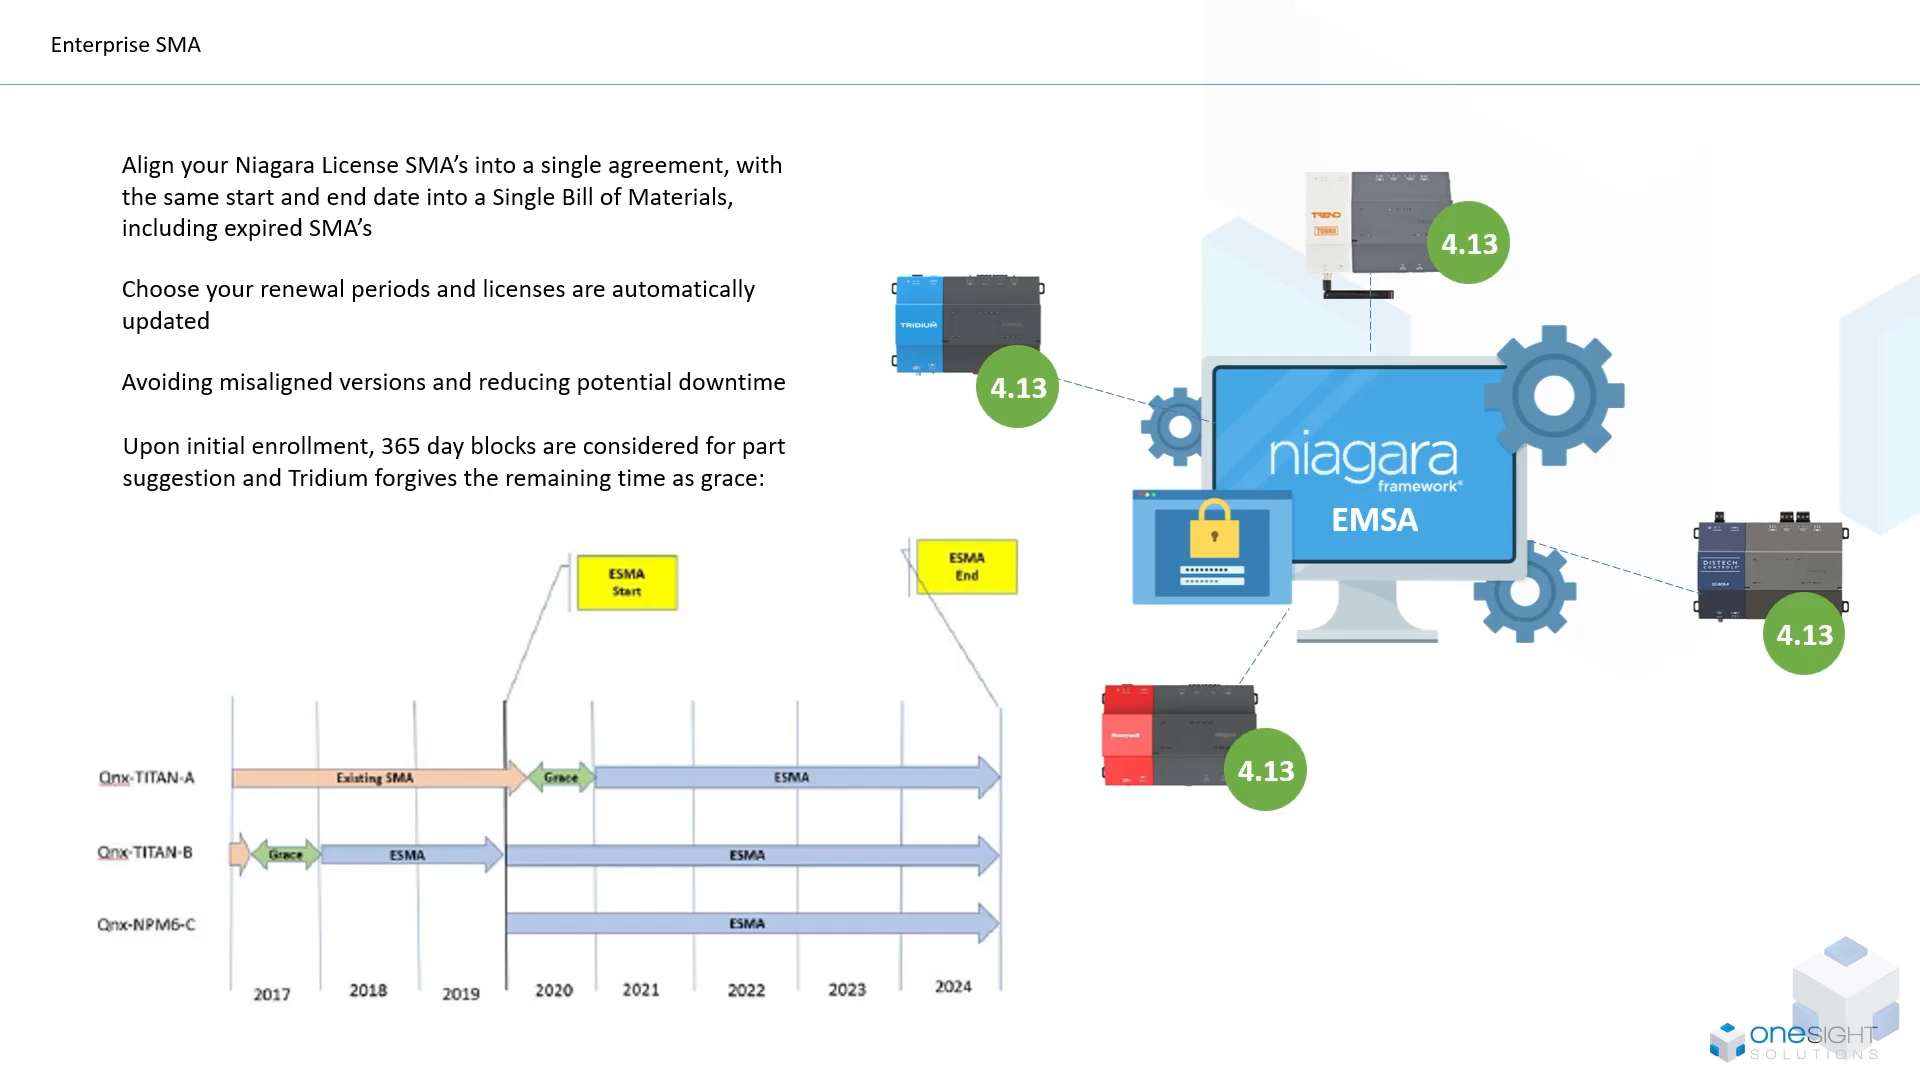 Enterprise SMA
Align your Niagara License SMA’s into a single agreement, with
the same start and end date into a Single Bill of Materials,
including expired SMA’s
Choose your renewal periods and licenses are automatically
updated
Avoiding misaligned versions and reducing potential downtime
Upon initial enrollment, 365 day blocks are considered for part
suggestion and Tridium forgives the remaining time as grace:
TREND
4.13
TRIDIUM
4.13
niagara
framework®
EMSA
DISTECH
CONTROLS
4.13
Honeywell
4.13
ESMA
Start
ESMA
End
Qnx-TITAN-A
Existing SMA
Grace
ESMA
Qnx-TITAN-B
Grace
ESMA
ESMA
Qnx-NPM6-C
ESMA
2017
2018
2019
2020
2021
2022
2023
2024
oneSIGHT
SOLUTIONS